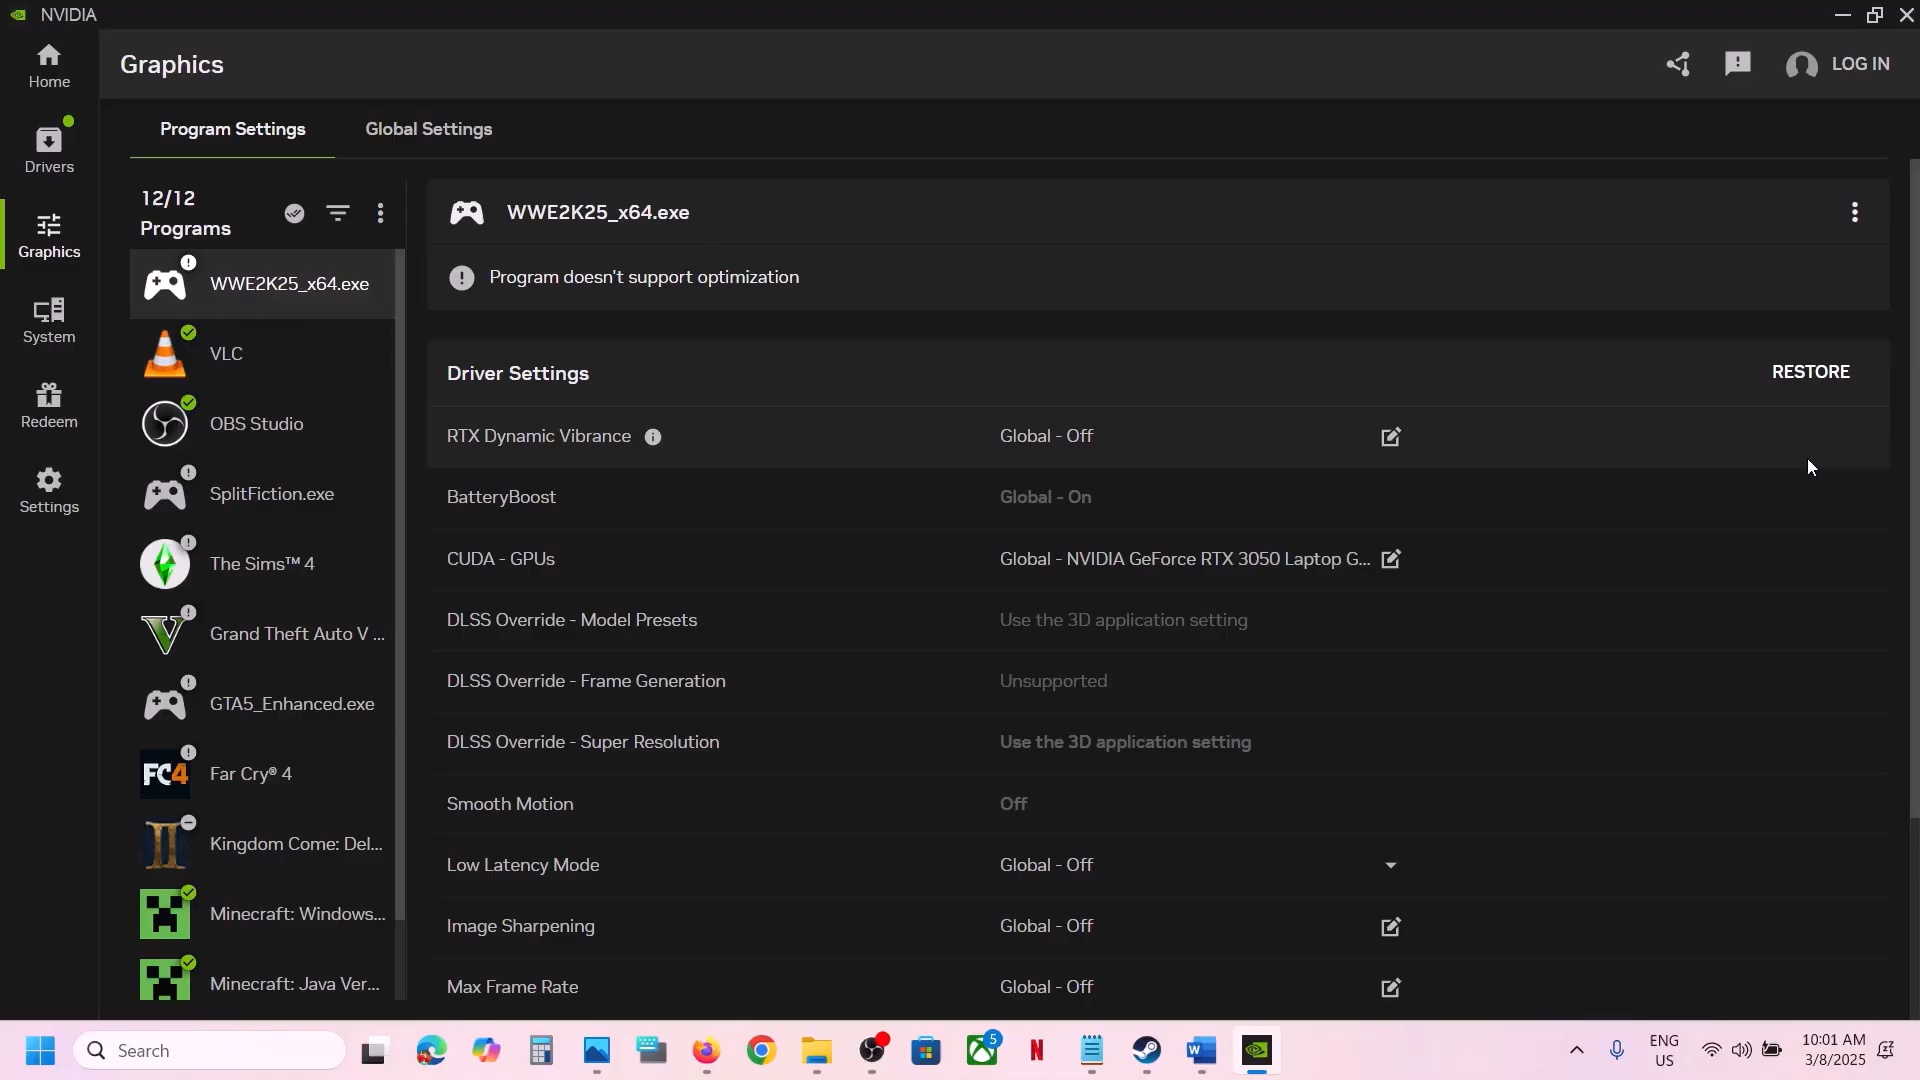 NVIDIA
Home
Drivers
Graphics
System
Redeem
Settings
Graphics
LOG IN
Program Settings
Global Settings
12/12
Programs
WWE2K25_x64.exe
VLC
OBS Studio
SplitFiction.exe
The Sims™ 4
Grand Theft Auto V ...
GTA5_Enhanced.exe
FC4
Far Cry® 4
Kingdom Come: Del...
Minecraft: Windows...
Minecraft: Java Ver...
WWE2K25_x64.exe
Program doesn't support optimization
Driver Settings
RESTORE
RTX Dynamic Vibrance
Global - Off
BatteryBoost
Global - On
CUDA - GPUs
Global - NVIDIA GeForce RTX 3050 Laptop G...
DLSS Override - Model Presets
Use the 3D application setting
DLSS Override - Frame Generation
Unsupported
DLSS Override - Super Resolution
Use the 3D application setting
Smooth Motion
Off
Low Latency Mode
Global - Off
Image Sharpening
Global - Off
Max Frame Rate
Global - Off
Search
5
ENG
US
10:01 AM
3/8/2025